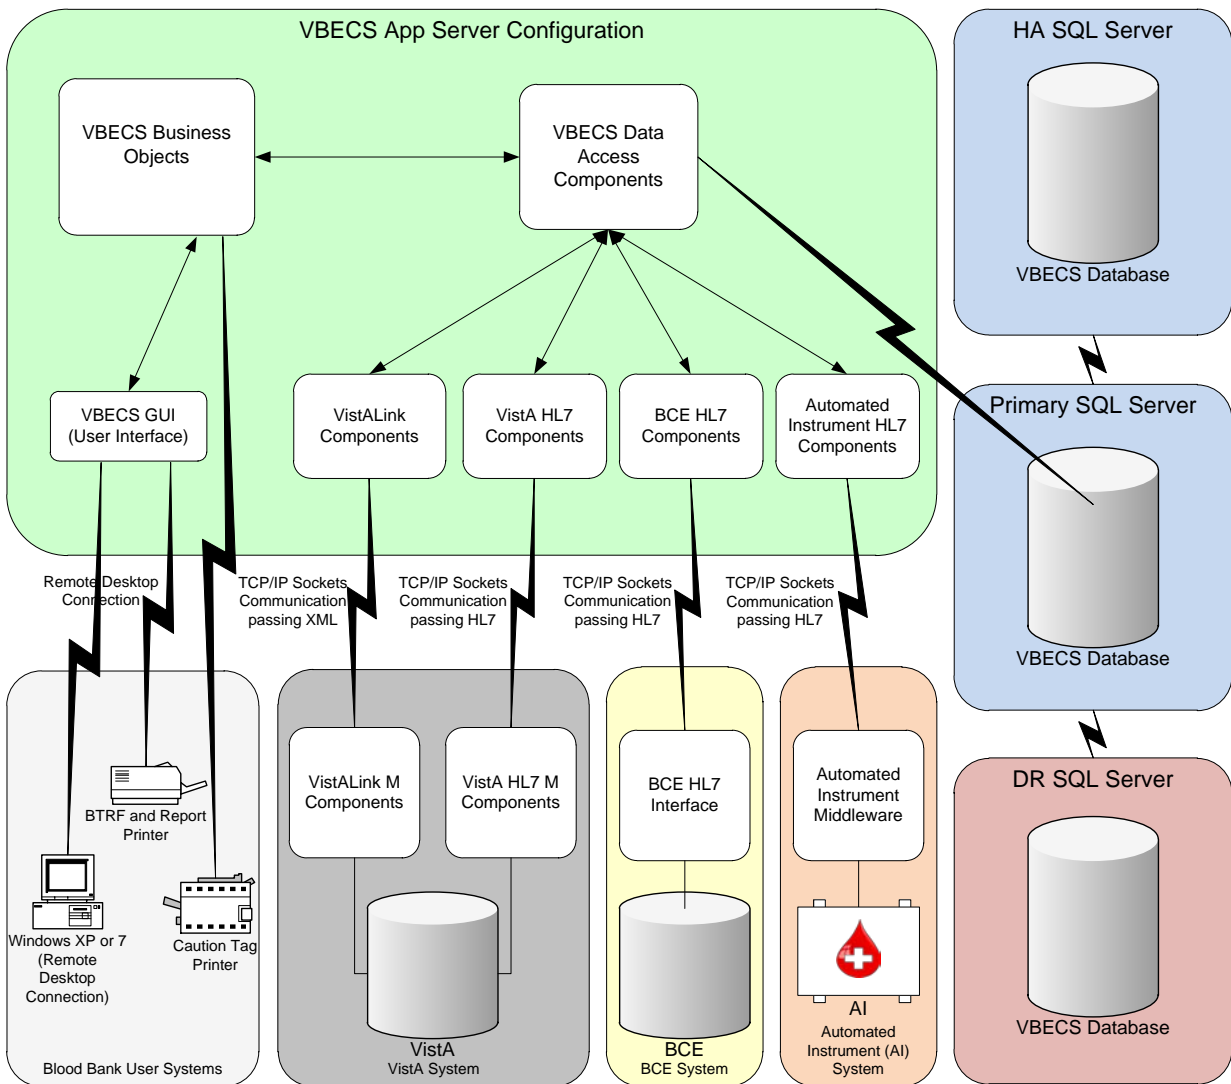 VBECS App Server Configuration
VBECS Business
Objects
VBECS Data
Access
Components
VBECS GUI
(User Interface)
VistALink
Components
VistA HL7
Components
BCE HL7
Components
Automated
Instrument HL7
Components
HA SQL Server
VBECS Database
Primary SQL Server
VBECS Database
DR SQL Server
VBECS Database
Remote Desktop
Connection
TCP/IP Sockets
Communication
passing XML
TCP/IP Sockets
Communication
passing HL7
TCP/IP Sockets
Communication
passing HL7
TCP/IP Sockets
Communication
passing HL7
BTRF and Report
Printer
Windows XP or 7
(Remote
Desktop
Connection)
Caution Tag
Printer
Blood Bank User Systems
VistALink M
Components
VistA HL7 M
Components
VistA
VistA System
BCE HL7
Interface
BCE
BCE System
Automated
Instrument
Middleware
AI
Automated
Instrument (AI)
System